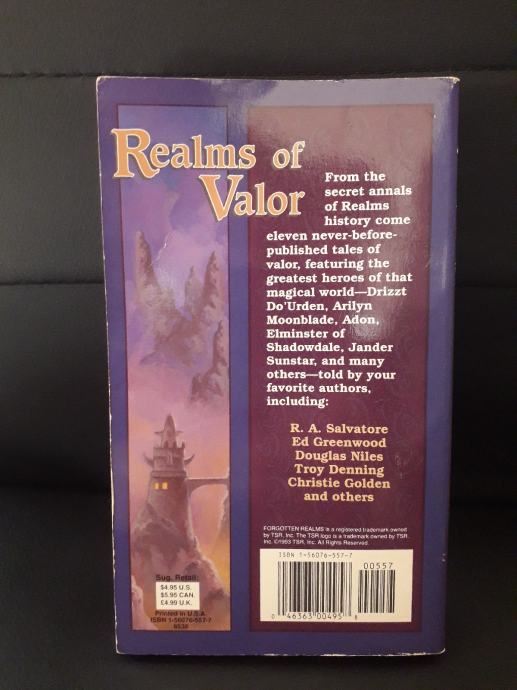 Realms of
Valor
From the
secret annals
of Realms
history come
eleven never-before-
published tales of
valor, featuring the
greatest heroes of that
magical world—Drizzt
Do'Urden, Arilyn
Moonblade, Adon,
Elminster of
Shadowdale, Jander
Sunstar, and many
others—told by your
favorite authors,
including:
R. A. Salvatore
Ed Greenwood
Douglas Niles
Troy Denning
Christie Golden
and others
FORGOTTEN REALMS is a registered trademark owned
by TSR, Inc. The TSR logo is a trademark owned by TSR,
Inc. ©1993 TSR, Inc. All Rights Reserved.
ISBN 1-56076-557-7
00557
0 46363 00495 8
Sug. Retail:
$4.95 U.S.
$5.95 CAN.
£4.99 U.K.
Printed in U.S.A.
ISBN 1-56076-557-7
8538